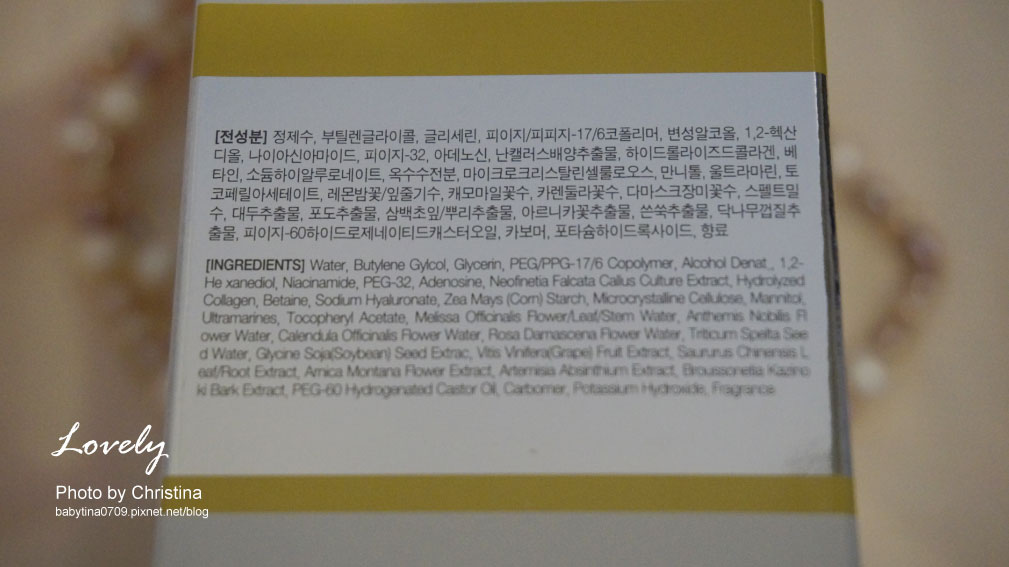 [전성분] 정제수, 부틸렌글라이콜, 글리세린, 피이지/피피지-17/6코폴리머, 변성알코올, 1,2-헥산
디올, 나이아신아마이드, 피이지-32, 아데노신, 난캘러스배양추출물, 하이드롤라이즈드콜라겐, 베
타인, 소듐하이알루로네이트, 옥수수전분, 마이크로크리스탈린셀룰로오스, 만니톨, 울트라마린, 토
코페릴아세테이트, 레몬밤꽃/잎줄기수, 캐모마일꽃수, 카렌둘라꽃수, 다마스크장미꽃수, 스펠트밀
수, 대두추출물, 포도추출물, 삼백초잎/뿌리추출물, 아르니카꽃추출물, 쓴쑥추출물, 닥나무껍질추
출물, 피이지-60하이드로제네이티드캐스터오일, 카보머, 포타슘하이드록사이드, 향료
[INGREDIENTS] Water, Butylene Gylcol, Glycerin, PEG/PPG-17/6 Copolymer, Alcohol Denat., 1,2-
He xanediol, Niacinamide, PEG-32, Adenosine, Neofinetia Falcata Callus Culture Extract, Hydrolyzed
Collagen, Betaine, Sodium Hyaluronate, Zea Mays (Corn) Starch, Microcrystalline Cellulose, Mannitol,
Ultramarines, Tocopheryl Acetate, Melissa Officinalis Flower/Leaf/Stem Water, Anthemis Nobilis Fl
ower Water, Calendula Officinalis Flower Water, Rosa Damascena Flower Water, Triticum Spelta See
d Water, Glycine Soja(Soybean) Seed Extrac, Vitis Vinifera(Grape) Fruit Extract, Saururus Chinensis L
eaf/Root Extract, Arnica Montana Flower Extract, Artemisia Absinthium Extract, Broussonetia Kazino
ki Bark Extract, PEG-60 Hydrogenated Castor Oil, Carbomer, Potassium Hydroxide, Fragrance
Lovely
Photo by Christina
babytina0709.pixnet.net/blog